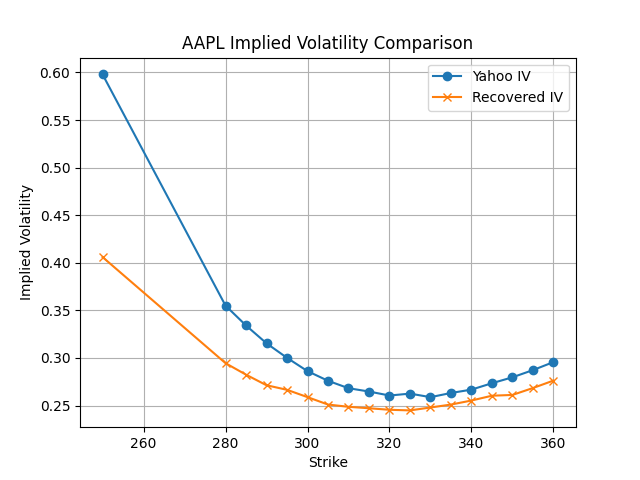 AAPL Implied Volatility Comparison
Yahoo IV
Recovered IV
Implied Volatility
0.60
0.55
0.50
0.45
0.40
0.35
0.30
0.25
260
280
300
320
340
360
Strike